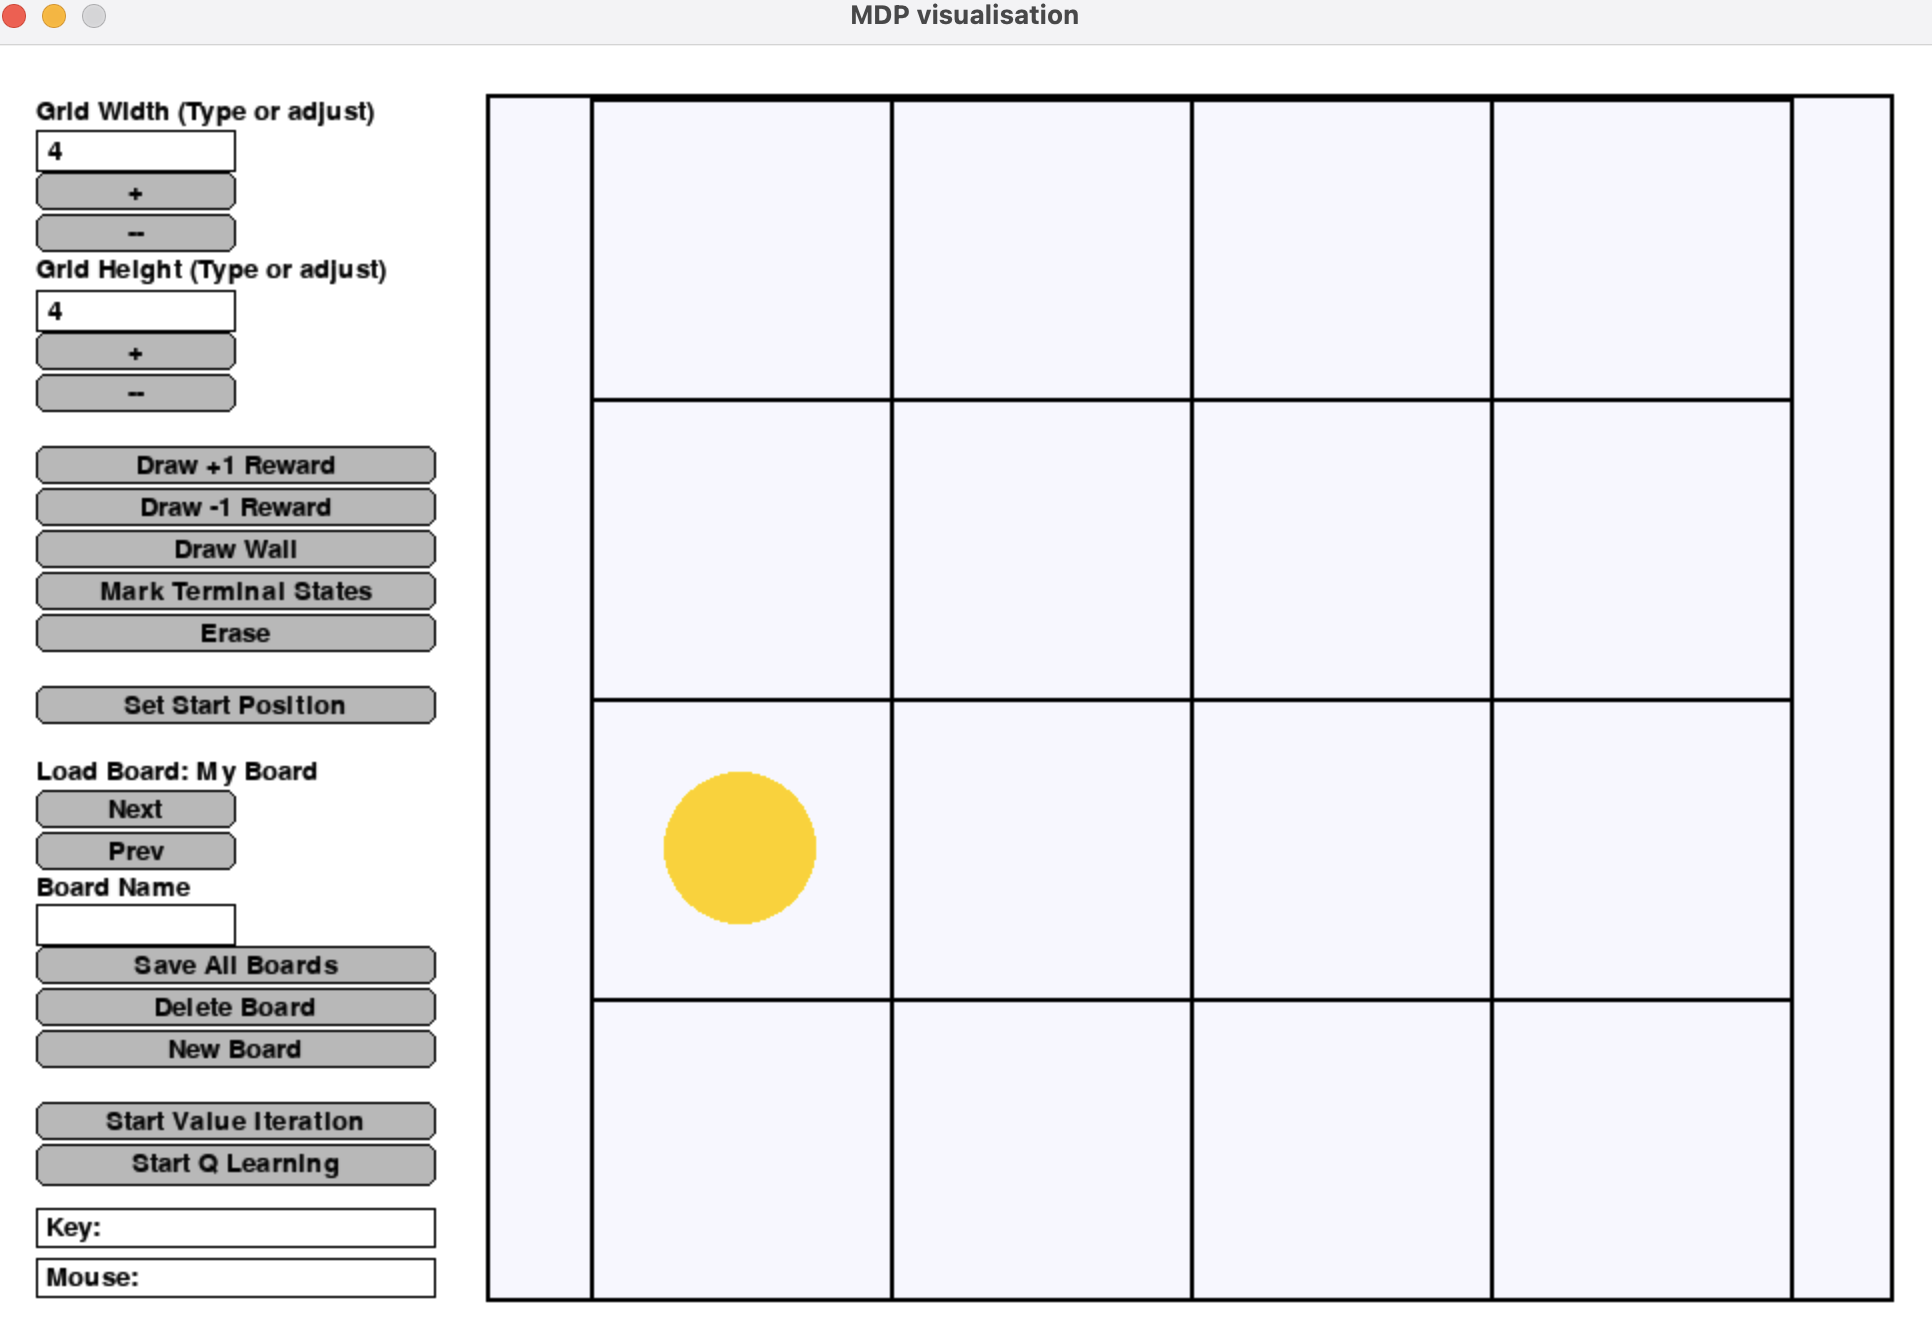 MDP visualisation
Grid Width (Type or adjust)
4
+
--
Grid Height (Type or adjust)
4
+
--
Draw +1 Reward
Draw -1 Reward
Draw Wall
Mark Terminal States
Erase
Set Start Position
Load Board: My Board
Next
Prev
Board Name
Save All Boards
Delete Board
New Board
Start Value Iteration
Start Q Learning
Key:
Mouse: